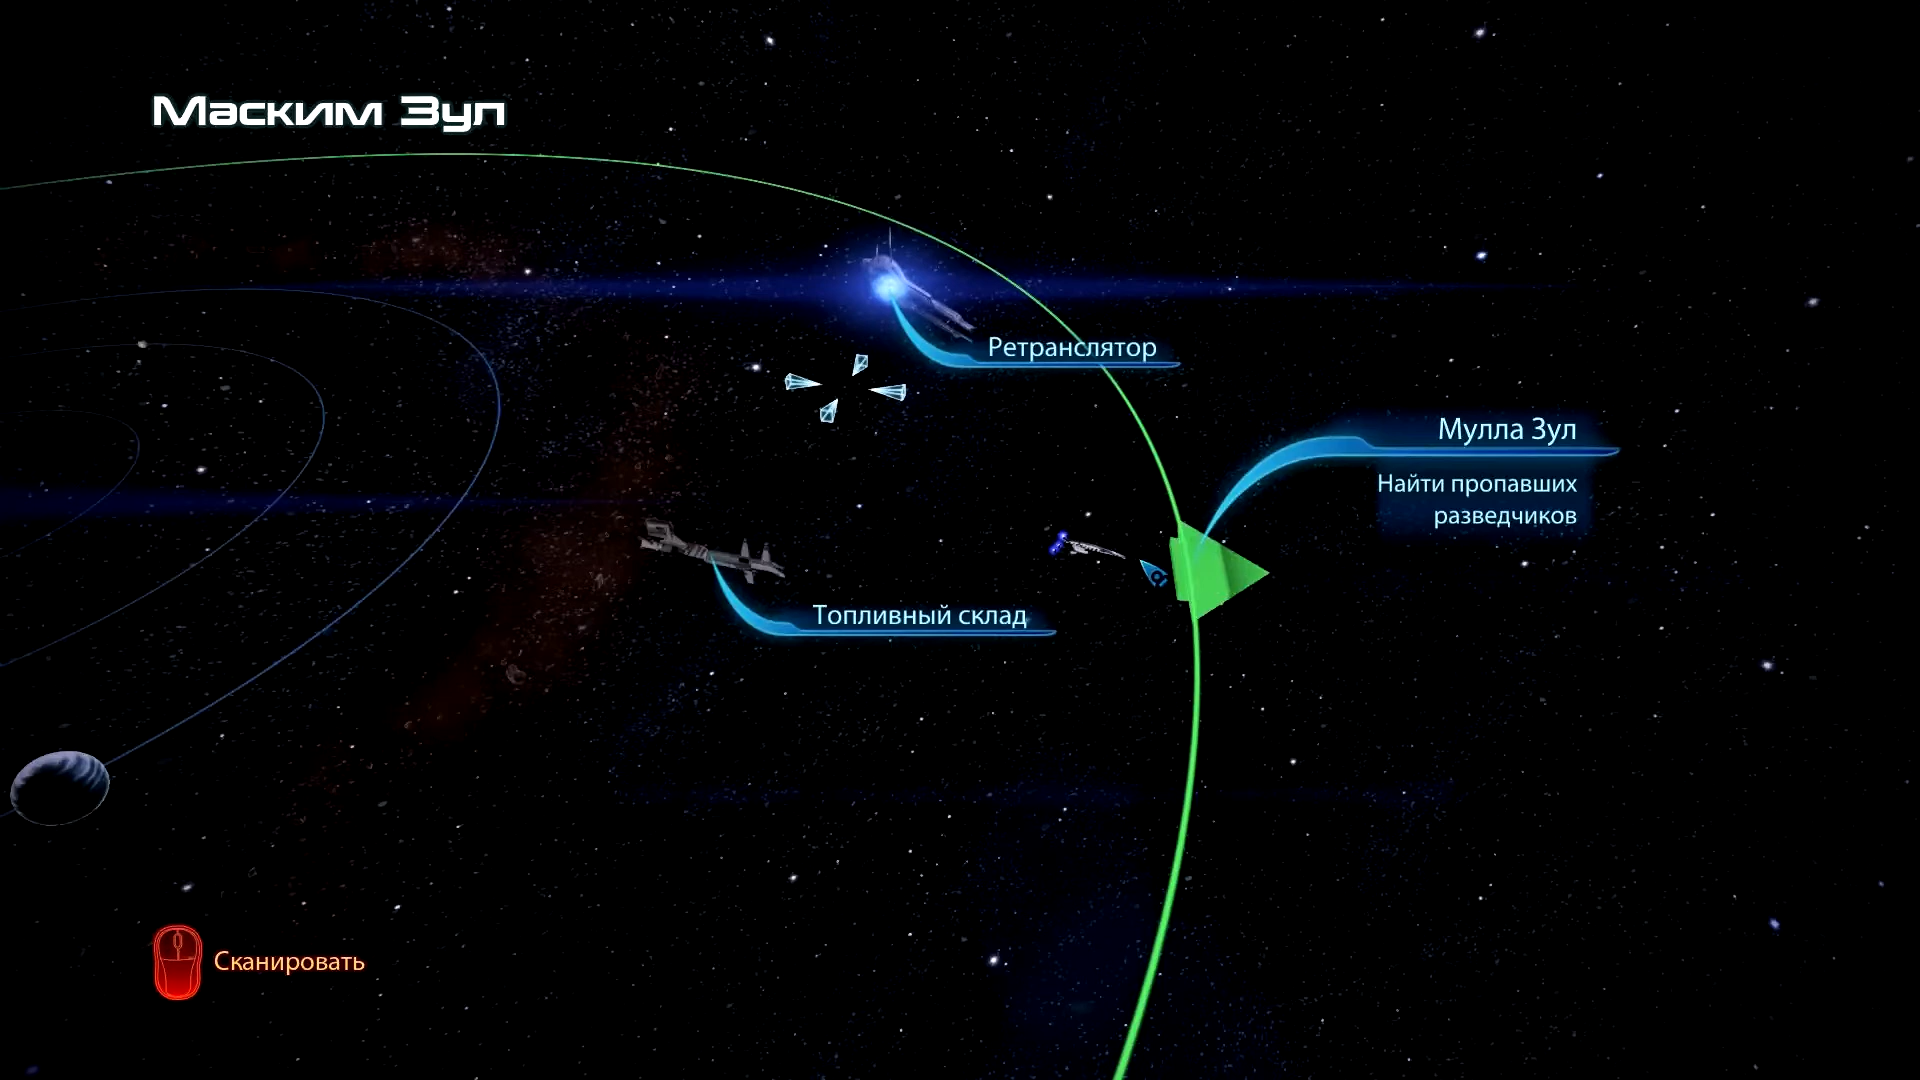 Маским Зул
Ретранслятор
Мулла Зул
Найти пропавших
разведчиков
Топливный склад
Сканировать